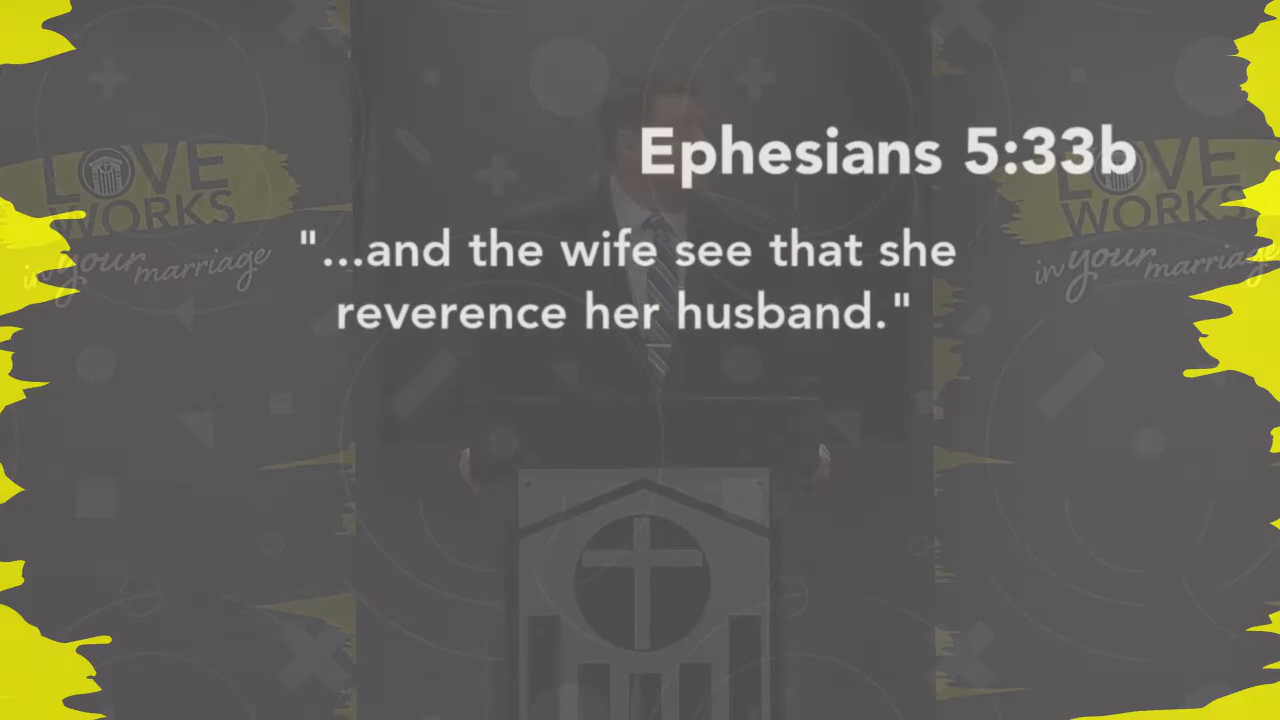 Ephesians 5:33b
"...and the wife see that she
reverence her husband."
LOVE
WORKS
in your marriage
LOVE
WORKS
in your marriage